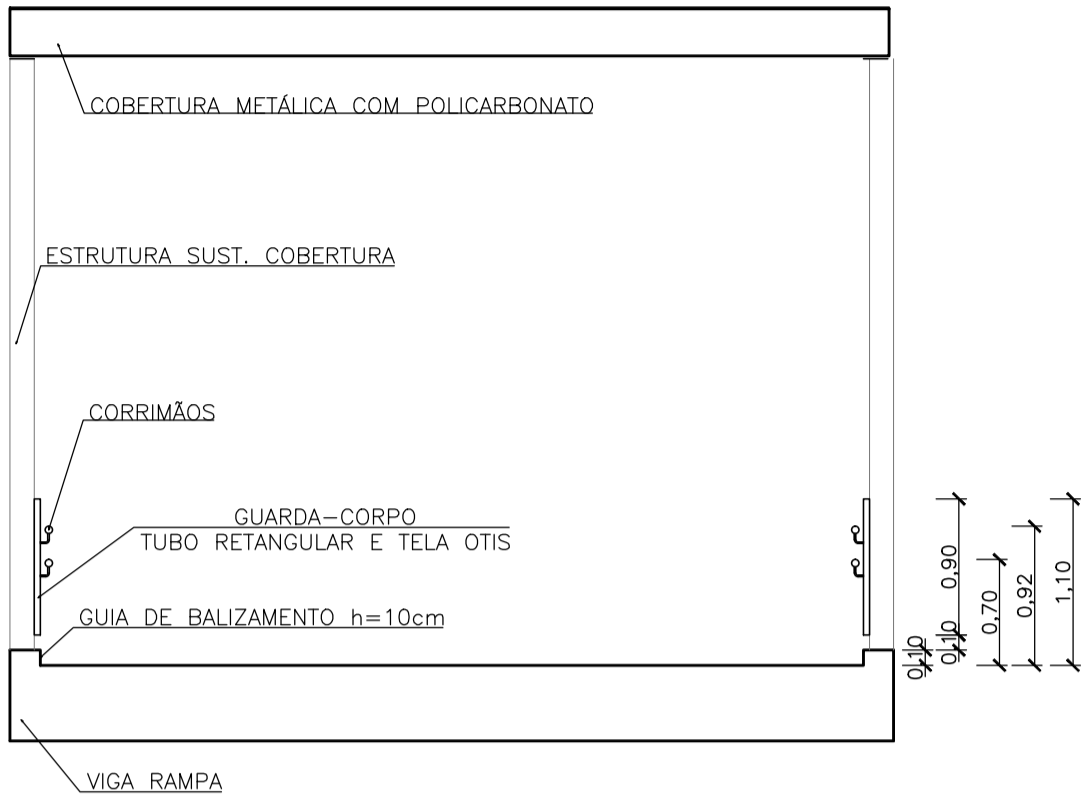 COBERTURA METÁLICA COM POLICARBONATO
ESTRUTURA SUST. COBERTURA
CORRIMÃOS
GUARDA-CORPO
TUBO RETANGULAR E TELA OTIS
GUIA DE BALIZAMENTO h=10cm
VIGA RAMPA
0,10
0,10
0,90
0,70
0,92
1,10